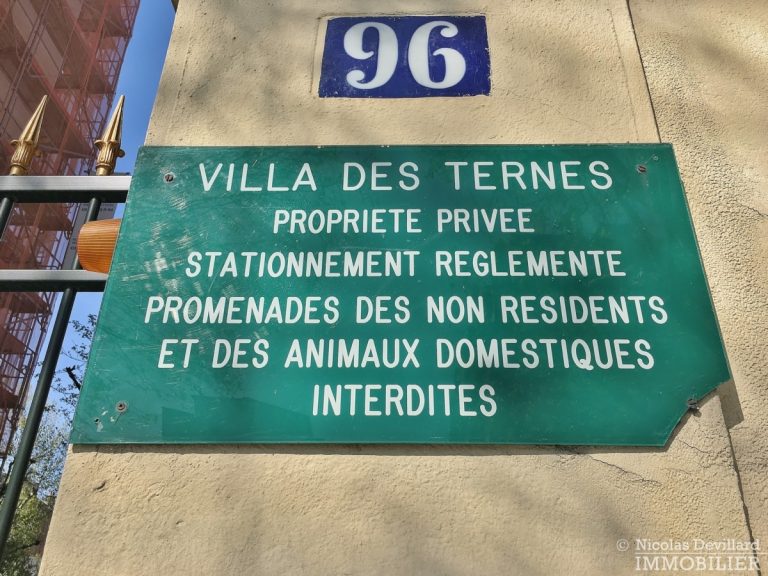 96
VILLA DES TERNES
PROPRIETE PRIVEE
STATIONNEMENT REGLEMENTE
PROMENADES DES NON RESIDENTS
ET DES ANIMAUX DOMESTIQUES
INTERDITES
© Nicolas Devillard
IMMOBILIER